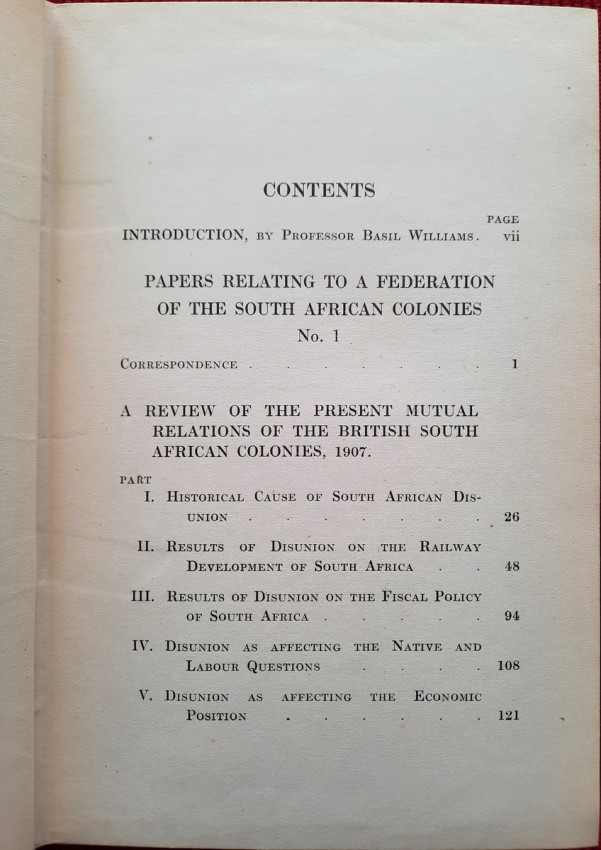 CONTENTS
PAGE
INTRODUCTION, BY PROFESSOR BASIL WILLIAMS. vii
PAPERS RELATING TO A FEDERATION
OF THE SOUTH AFRICAN COLONIES
No. 1
CORRESPONDENCE . . . . . . . 1
A REVIEW OF THE PRESENT MUTUAL
RELATIONS OF THE BRITISH SOUTH
AFRICAN COLONIES, 1907.
PART
I. HISTORICAL CAUSE OF SOUTH AFRICAN DIS-
UNION . . . . . . 26
II. RESULTS OF DISUNION ON THE RAILWAY
DEVELOPMENT OF SOUTH AFRICA . . 48
III. RESULTS OF DISUNION ON THE FISCAL POLICY
OF SOUTH AFRICA . . . . . 94
IV. DISUNION AS AFFECTING THE NATIVE AND
LABOUR QUESTIONS . . . . 108
V. DISUNION AS AFFECTING THE ECONOMIC
POSITION . . . . . . 121